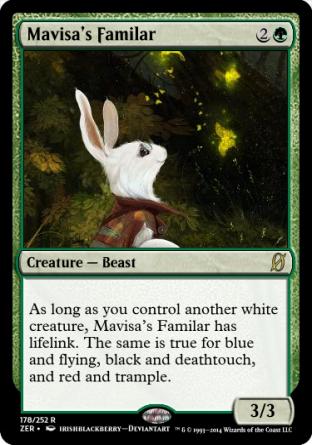 Mavisa's Familar 2
Creature — Beast
As long as you control another white
creature, Mavisa's Familar has
lifelink. The same is true for blue
and flying, black and deathtouch,
and red and trample.
3/3
178/252 R
ZER • IRISHBLACKBERRY—DEVIANTART ™ & © 1993–2014 Wizards of the Coast LLC